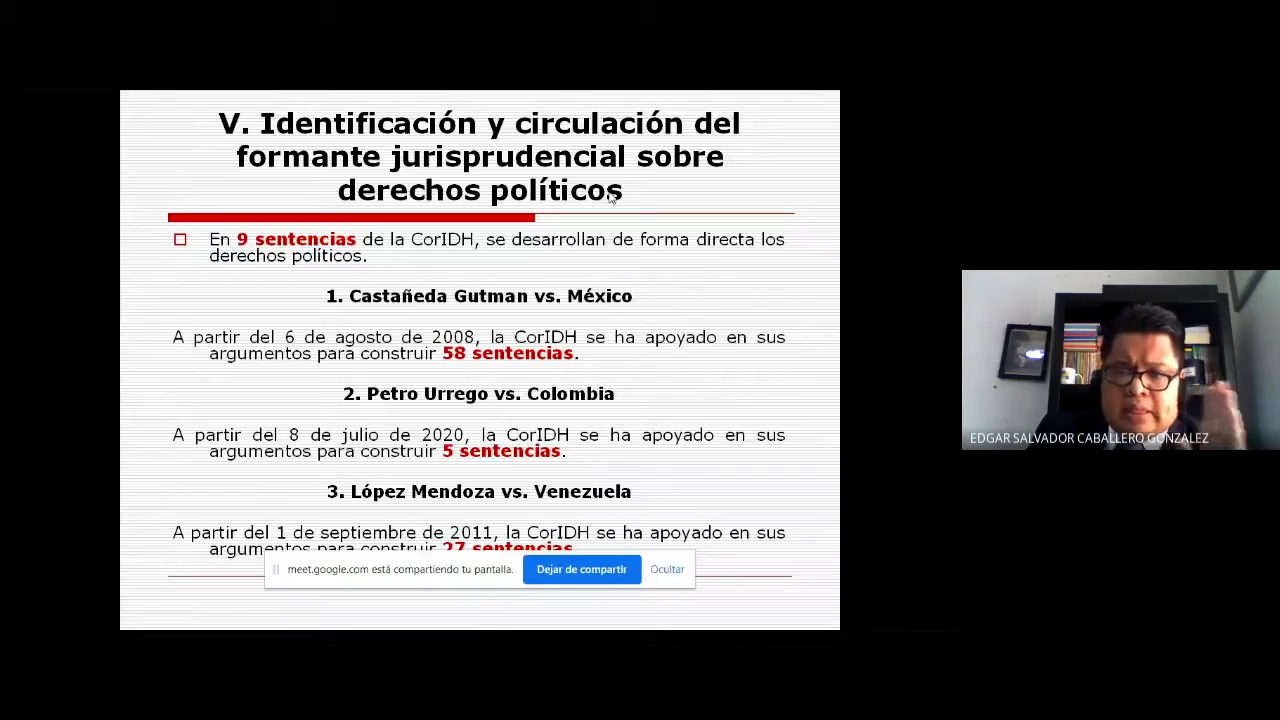 V. Identificación y circulación del
formante jurisprudencial sobre
derechos políticos
En 9 sentencias de la CorIDH, se desarrollan de forma directa los
derechos políticos.
1. Castañeda Gutman vs. México
A partir del 6 de agosto de 2008, la CorIDH se ha apoyado en sus
argumentos para construir 58 sentencias.
2. Petro Urrego vs. Colombia
A partir del 8 de julio de 2020, la CorIDH se ha apoyado en sus
argumentos para construir 5 sentencias.
3. López Mendoza vs. Venezuela
A partir del 1 de septiembre de 2011, la CorIDH se ha apoyado en sus
argumentos para construir 27 sentencias
meet.google.com está compartiendo tu pantalla.
Dejar de compartir
Ocultar
EDGAR SALVADOR CABALLERO GONZALEZ